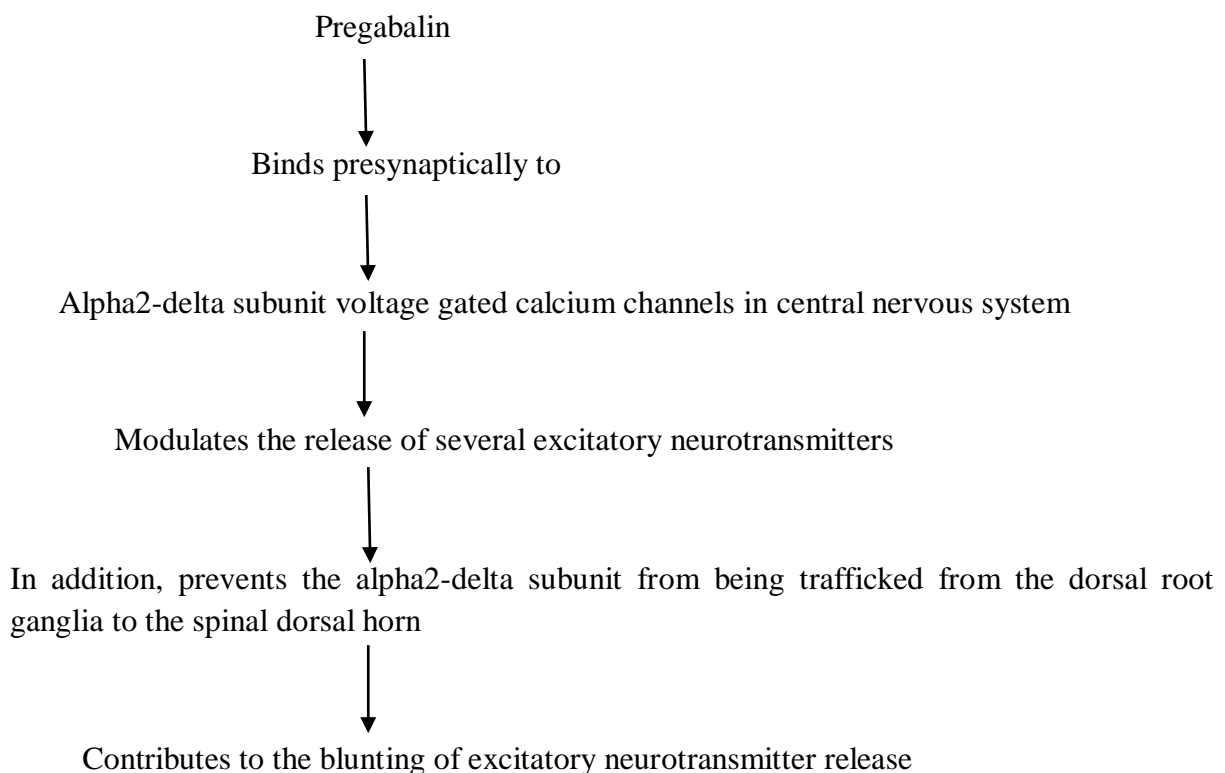 Pregabalin
Binds presynaptically to
Alpha2-delta subunit voltage gated calcium channels in central nervous system
Modulates the release of several excitatory neurotransmitters
In addition, prevents the alpha2-delta subunit from being trafficked from the dorsal root
ganglia to the spinal dorsal horn
Contributes to the blunting of excitatory neurotransmitter release